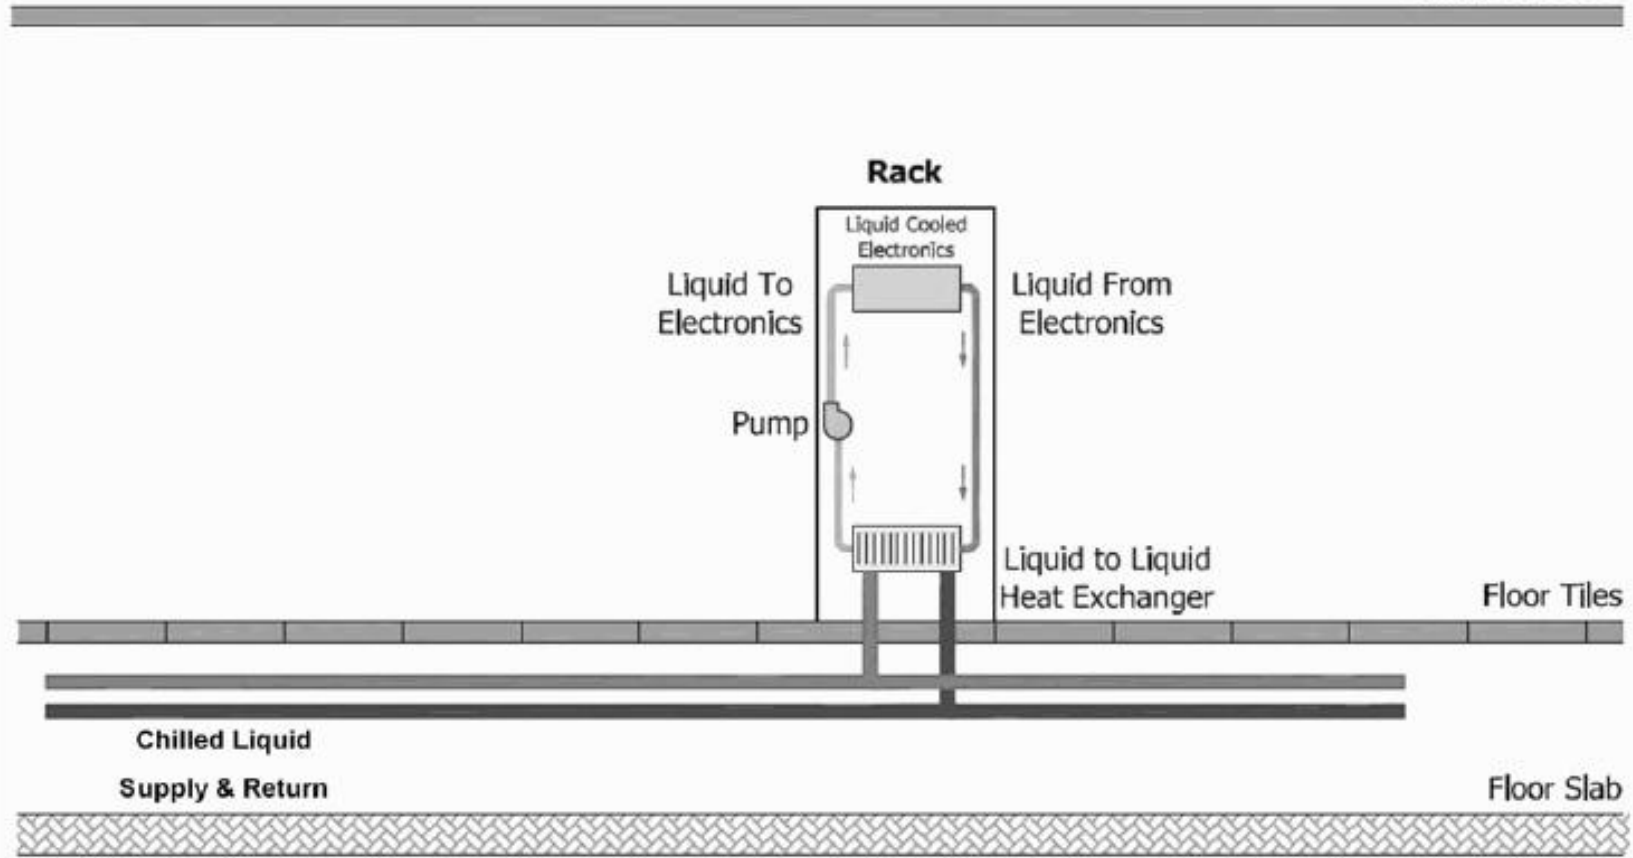 Rack
Liquid Cooled
Electronics
Liquid To
Electronics
Liquid From
Electronics
Pump
Liquid to Liquid
Heat Exchanger
Floor Tiles
Chilled Liquid
Supply & Return
Floor Slab